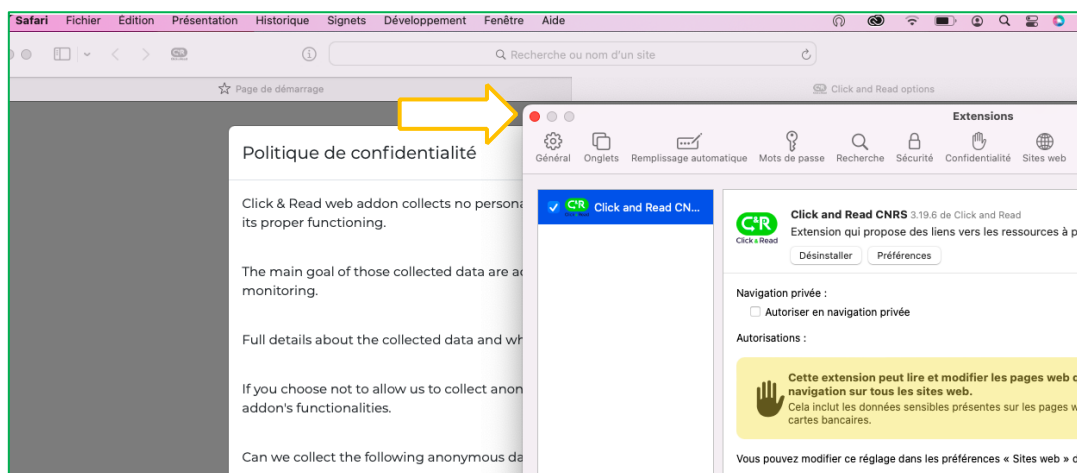 Safari Fichier Édition Présentation Historique Signets Développement Fenêtre Aide
Recherche ou nom d'un site
Page de démarrage
Click and Read options
Politique de confidentialité
Click & Read web addon collects no persona
its proper functioning.
The main goal of those collected data are a
monitoring.
Full details about the collected data and wh
If you choose not to allow us to collect anon
addon's functionalities.
Can we collect the following anonymous da
Extensions
Général Onglets Remplissage automatique Mots de passe Recherche Sécurité Confidentialité Sites web
Click and Read CN...
C&R
Click & Read
Click and Read CNRS 3.19.6 de Click and Read
Extension qui propose des liens vers les ressources à p
Désinstaller Préférences
Navigation privée :
Autoriser en navigation privée
Autorisations :
Cette extension peut lire et modifier les pages web
navigation sur tous les sites web.
Cela inclut les données sensibles présentes sur les pages
cartes bancaires.
Vous pouvez modifier ce réglage dans les préférences « Sites web »